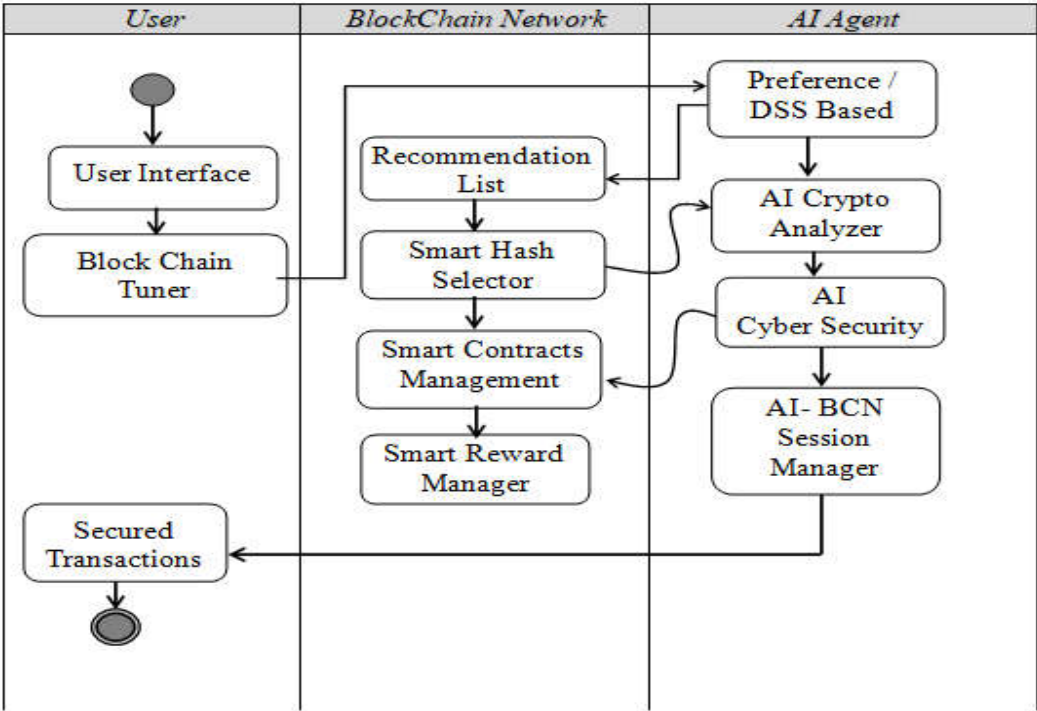 User
BlockChain Network
AI Agent
User Interface
Block Chain
Tuner
Secured
Transactions
Recommendation
List
Smart Hash
Selector
Smart Contracts
Management
Smart Reward
Manager
Preference /
DSS Based
AI Crypto
Analyzer
AI
Cyber Security
AI- BCN
Session
Manager